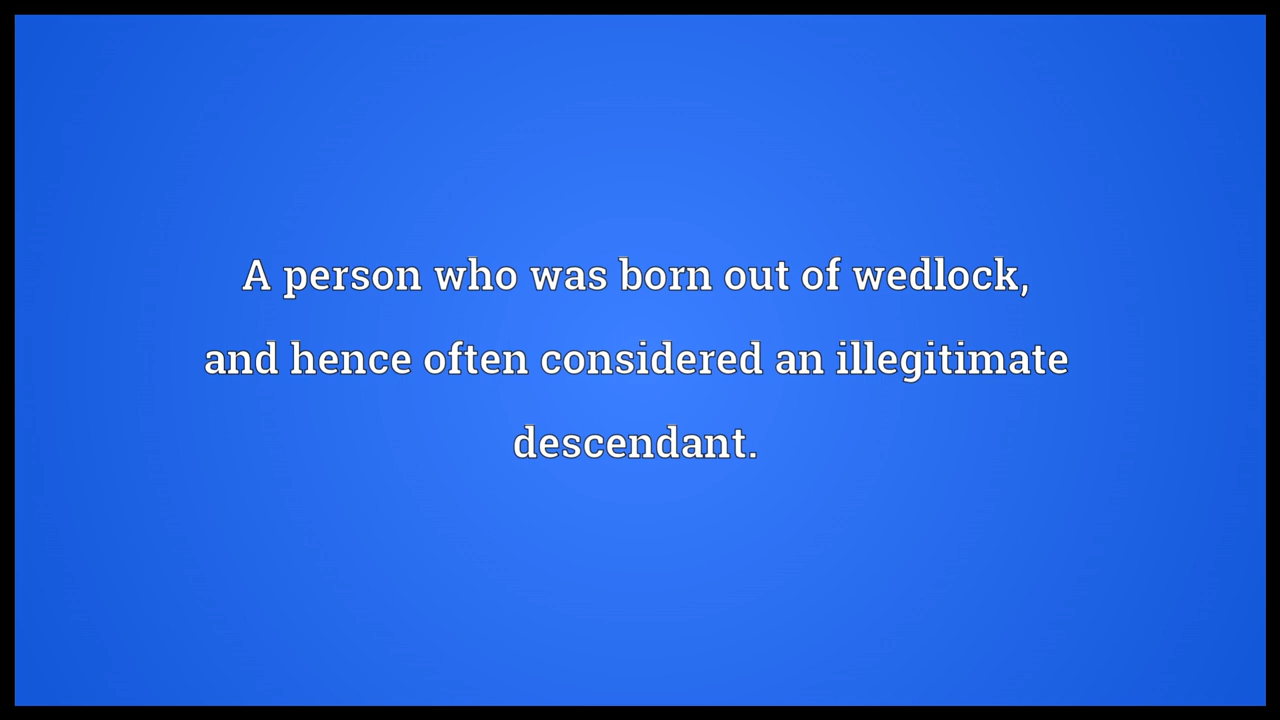 A person who was born out of wedlock,
and hence often considered an illegitimate
descendant.